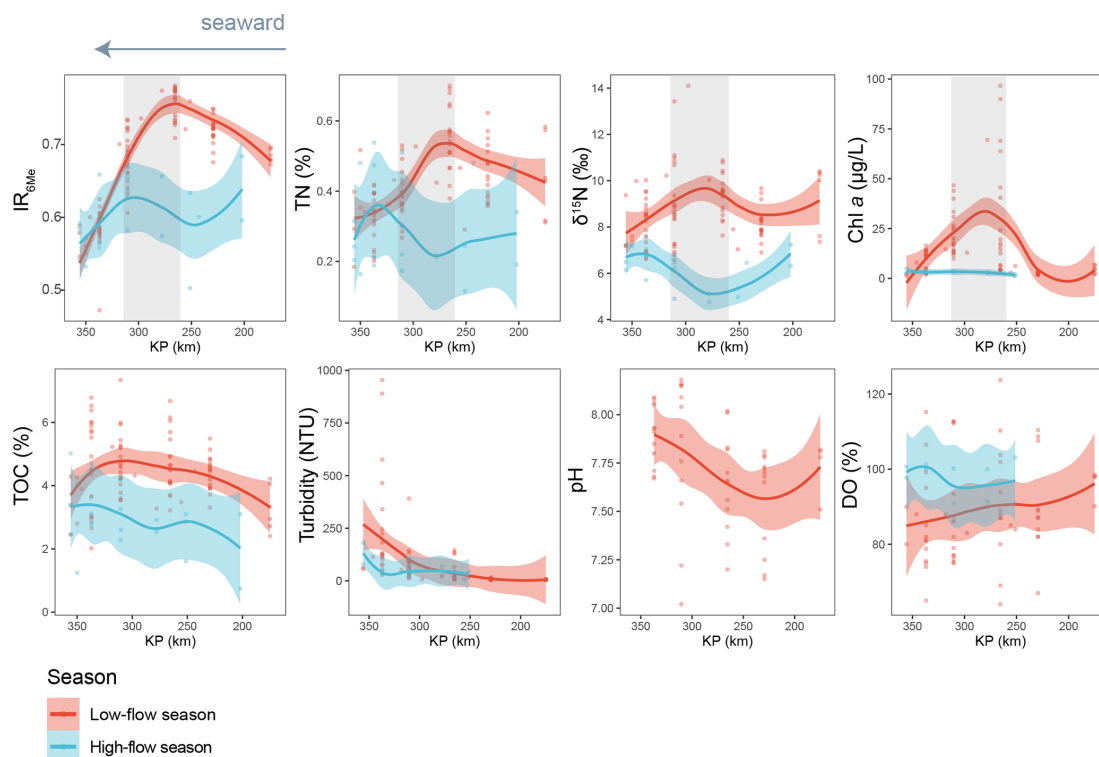 seaward
IR6Me
0.7
0.6
0.5
350 300 250 200
KP (km)
TN (%)
0.6
0.4
0.2
350 300 250 200
KP (km)
δ15N (‰)
14
12
10
8
6
4
350 300 250 200
KP (km)
Chl a (μg/L)
100
75
50
25
0
350 300 250 200
KP (km)
TOC (%)
6
4
2
0
350 300 250 200
KP (km)
Turbidity (NTU)
1000
750
500
250
0
350 300 250 200
KP (km)
pH
8.00
7.75
7.50
7.25
7.00
350 300 250 200
KP (km)
DO (%)
120
100
80
350 300 250 200
KP (km)
Season
Low-flow season
High-flow season